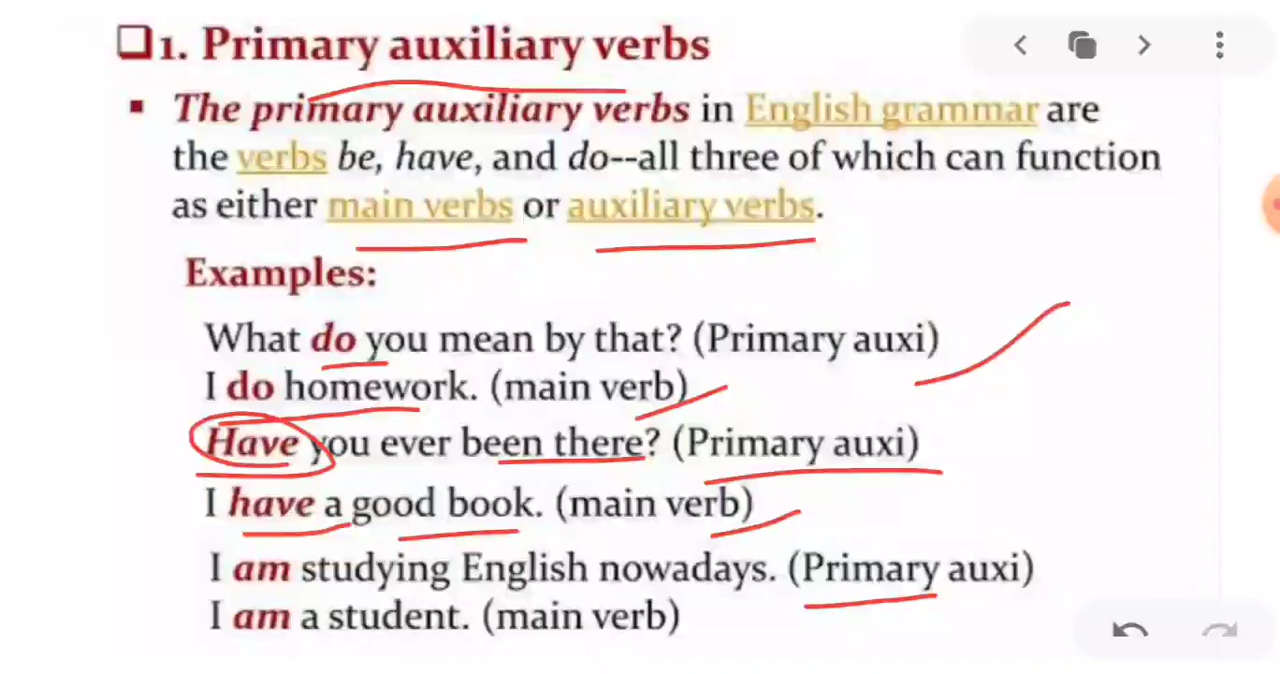 ❑1. Primary auxiliary verbs
▪ The primary auxiliary verbs in English grammar are
the verbs be, have, and do--all three of which can function
as either main verbs or auxiliary verbs.
Examples:
What do you mean by that? (Primary auxi)
I do homework. (main verb)
Have you ever been there? (Primary auxi)
I have a good book. (main verb)
I am studying English nowadays. (Primary auxi)
I am a student. (main verb)